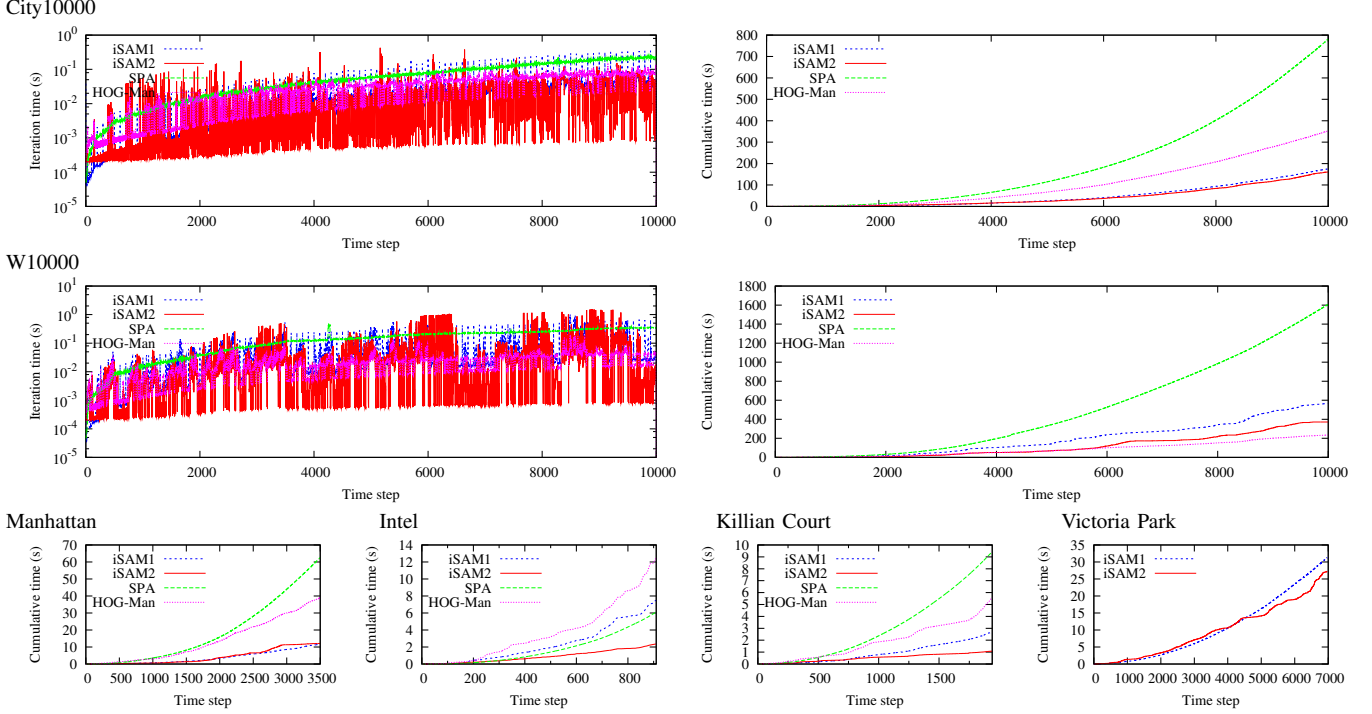 City10000
10^0
10^-1
10^-2
10^-3
10^-4
10^-5
Iteration time (s)
iSAM1
iSAM2
SPA
HOG-Man
0 2000 4000 6000 8000 10000
Time step
800
700
600
500
400
300
200
100
0
Cumulative time (s)
iSAM1
iSAM2
SPA
HOG-Man
0 2000 4000 6000 8000 10000
Time step
W10000
10^1
10^0
10^-1
10^-2
10^-3
10^-4
10^-5
Iteration time (s)
iSAM1
iSAM2
SPA
HOG-Man
0 2000 4000 6000 8000 10000
Time step
1800
1600
1400
1200
1000
800
600
400
200
0
Cumulative time (s)
iSAM1
iSAM2
SPA
HOG-Man
0 2000 4000 6000 8000 10000
Time step
Manhattan
70
60
50
40
30
20
10
0
Cumulative time (s)
iSAM1
iSAM2
SPA
HOG-Man
0 500 1000 1500 2000 2500 3000 3500
Time step
Intel
14
12
10
8
6
4
2
0
Cumulative time (s)
iSAM1
iSAM2
SPA
HOG-Man
0 200 400 600 800
Time step
Killian Court
10
9
8
7
6
5
4
3
2
1
0
Cumulative time (s)
iSAM1
iSAM2
SPA
HOG-Man
0 500 1000 1500
Time step
Victoria Park
35
30
25
20
15
10
5
0
Cumulative time (s)
iSAM1
iSAM2
0 1000 2000 3000 4000 5000 6000 7000
Time step